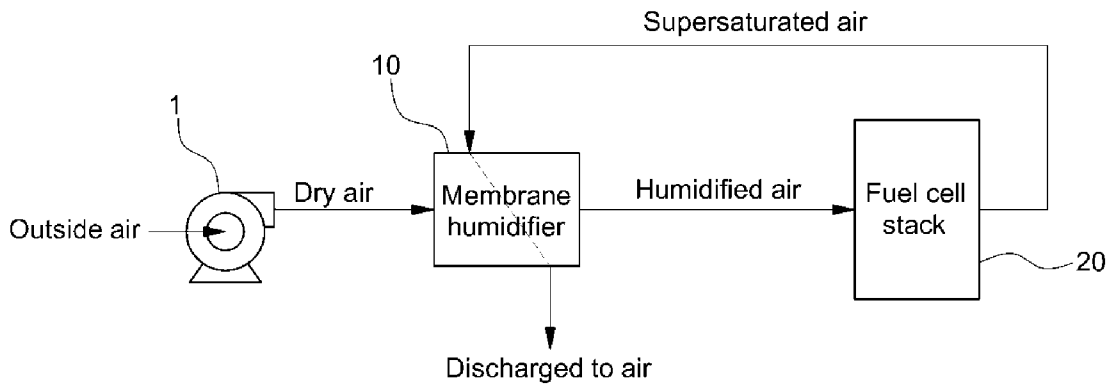 Supersaturated air
10
1
Dry air
Membrane
humidifier
Humidified air
Fuel cell
stack
Outside air
20
Discharged to air